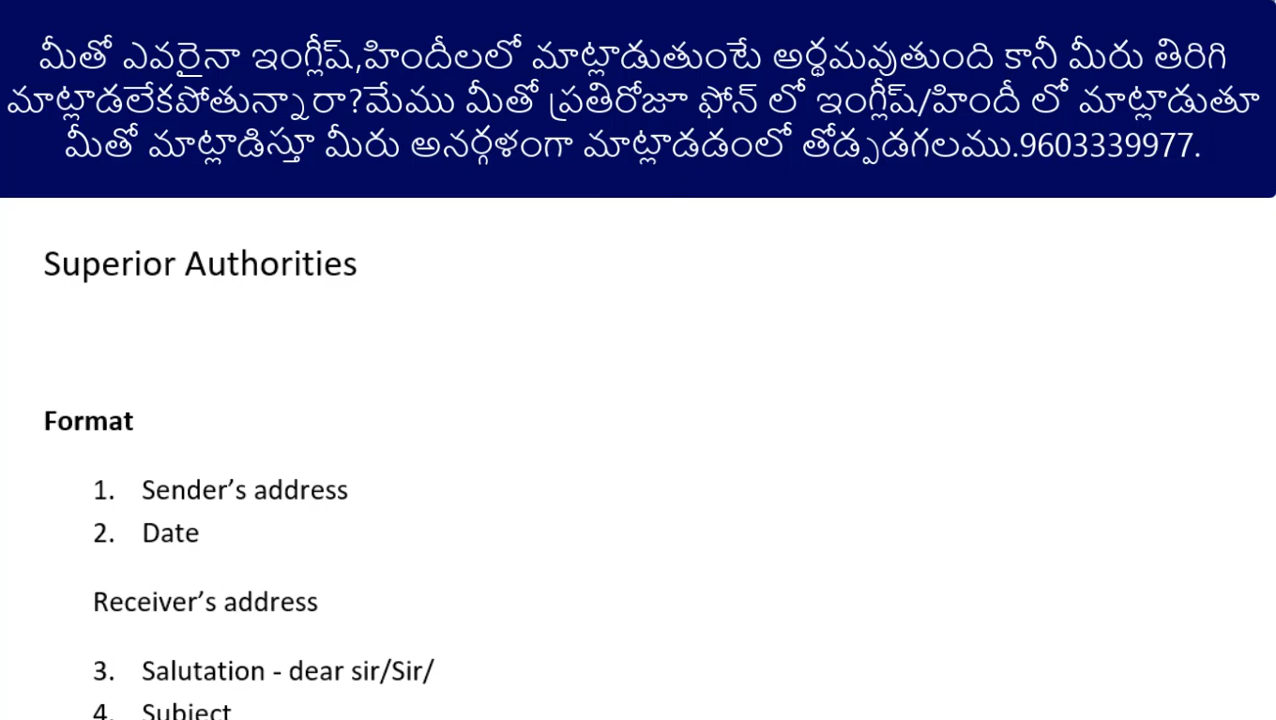 మీతో ఎవరైనా ఇంగ్లీష్,హిందీలలో మాట్లాడుతుంటే అర్థమవుతుంది కానీ మీరు తిరిగి
మాట్లాడలేకపోతున్నారా?మేము మీతో ప్రతిరోజూ ఫోన్ లో ఇంగ్లీష్/హిందీ లో మాట్లాడుతూ
మీతో మాట్లాడిస్తూ మీరు అనర్గళంగా మాట్లాడడంలో తోడ్పడగలము.9603339977.
Superior Authorities
Format
1. Sender’s address
2. Date
Receiver’s address
3. Salutation - dear sir/Sir/
4. Subject